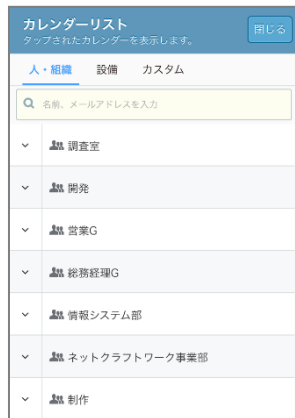 カレンダーリスト
タップされたカレンダーを表示します。
閉じる
人・組織 設備 カスタム
名前、メールアドレスを入力
調査室
開発
営業G
総務経理G
情報システム部
ネットクラフトワーク事業部
制作